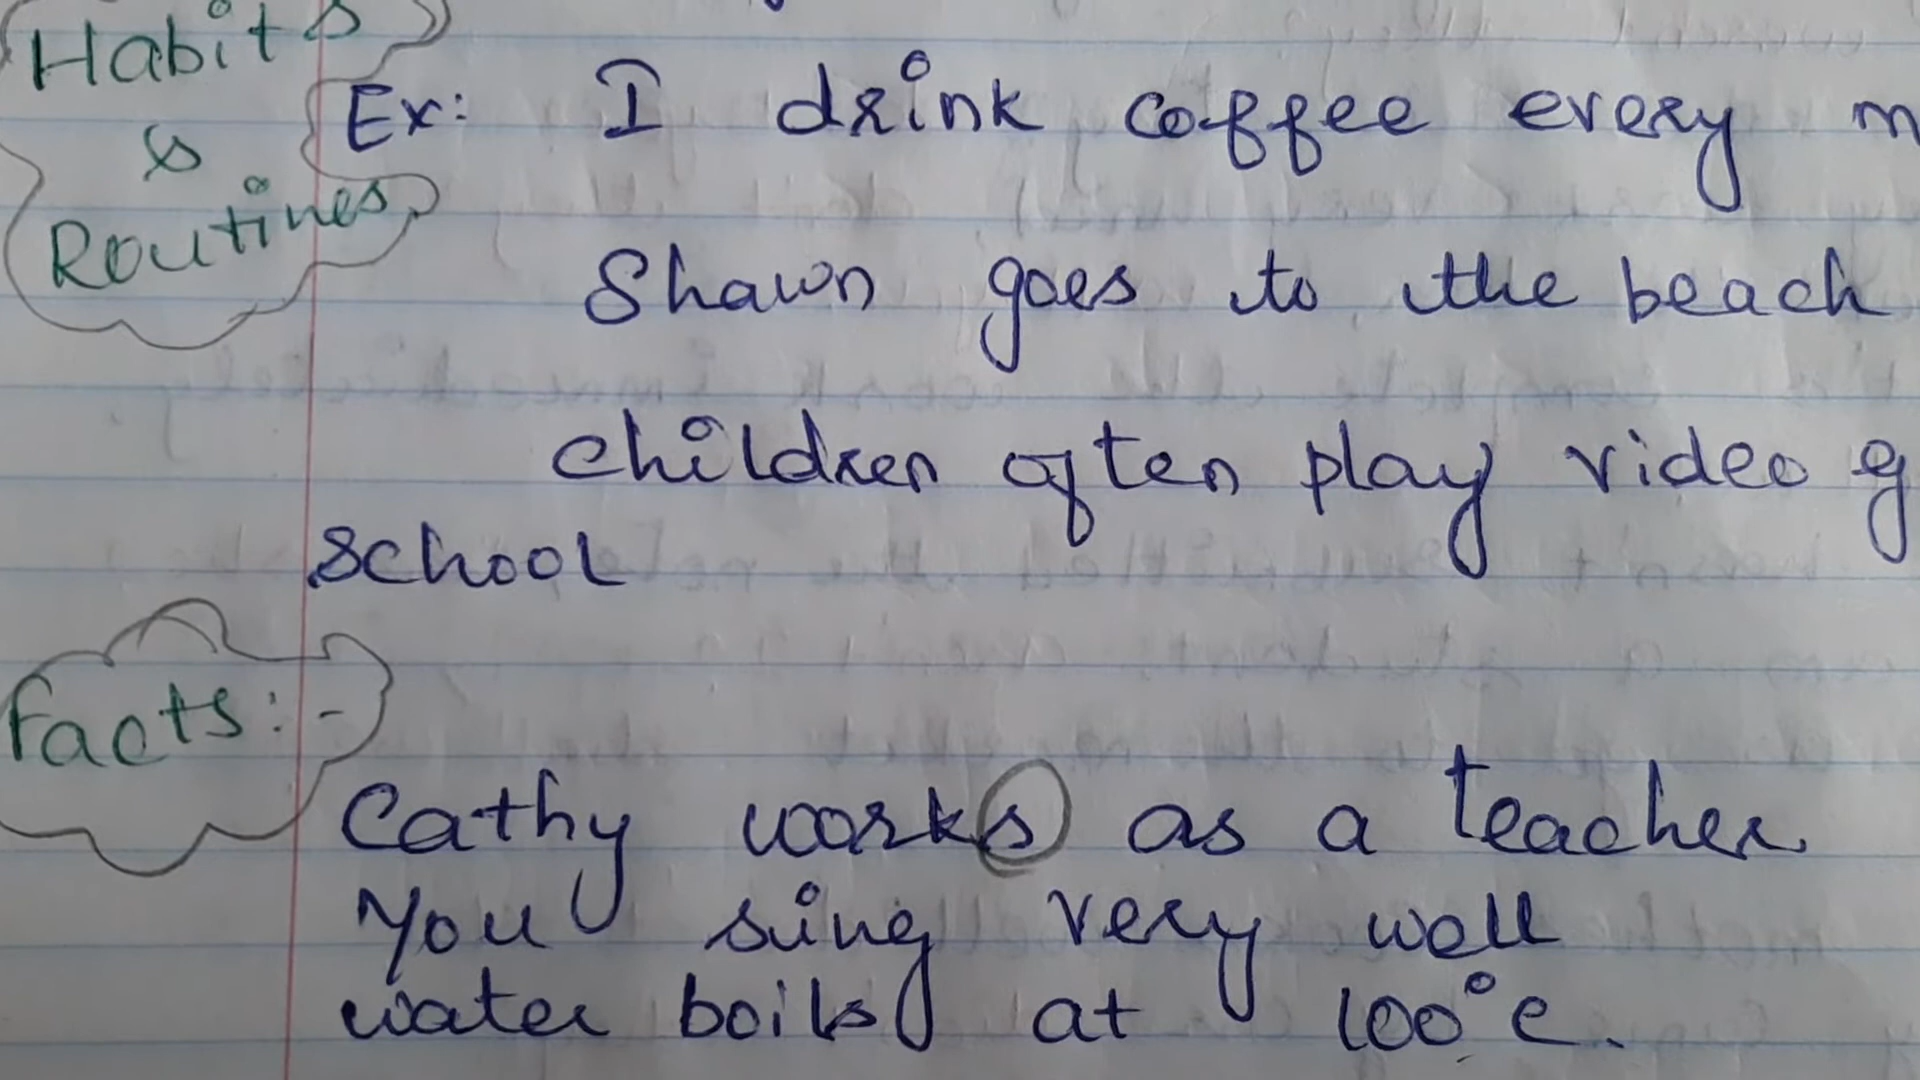 Habits
&
Routines
Ex: I drink coffee every
Shawn goes to the beach
children often play video
school
Facts:-
Cathy works as a teacher
You sing very well
water boils at 100°c.